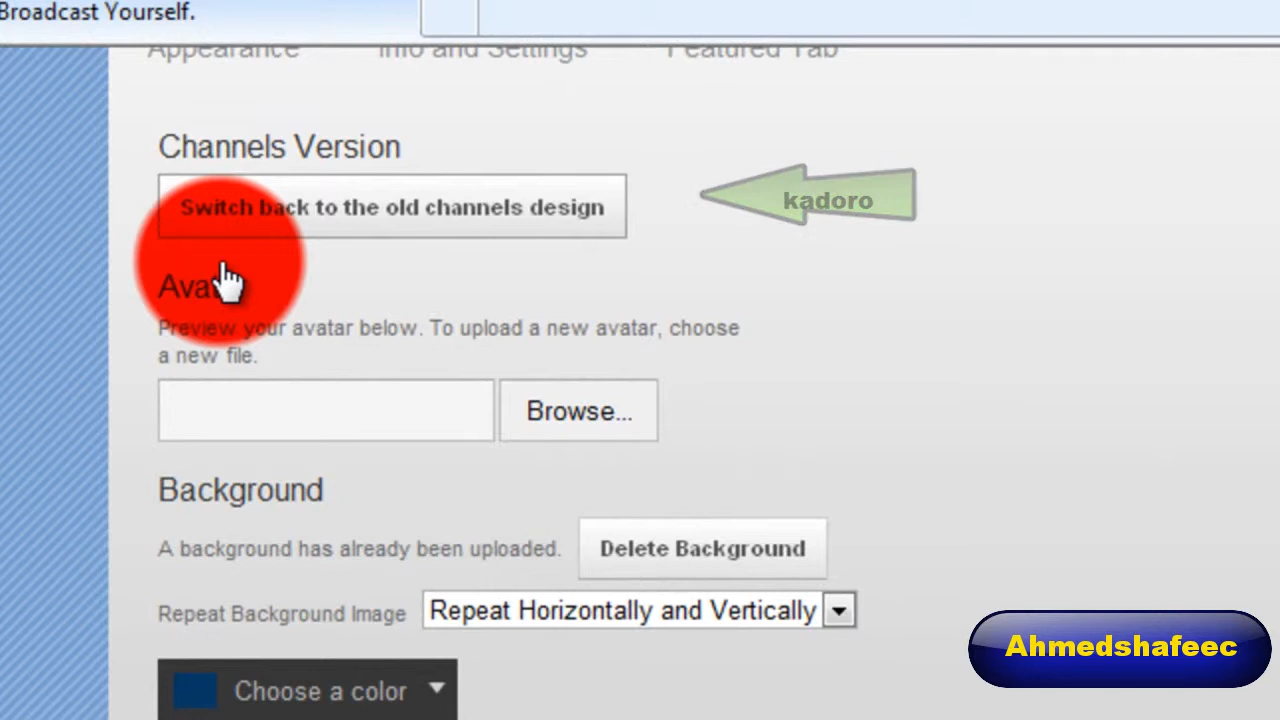 Broadcast Yourself.
Appearance Info and Settings Featured Tab
Channels Version
Switch back to the old channels design
kadoro
Avatar
Preview your avatar below. To upload a new avatar, choose
a new file.
Browse...
Background
A background has already been uploaded. Delete Background
Repeat Background Image Repeat Horizontally and Vertically
Ahmedshafeec
Choose a color